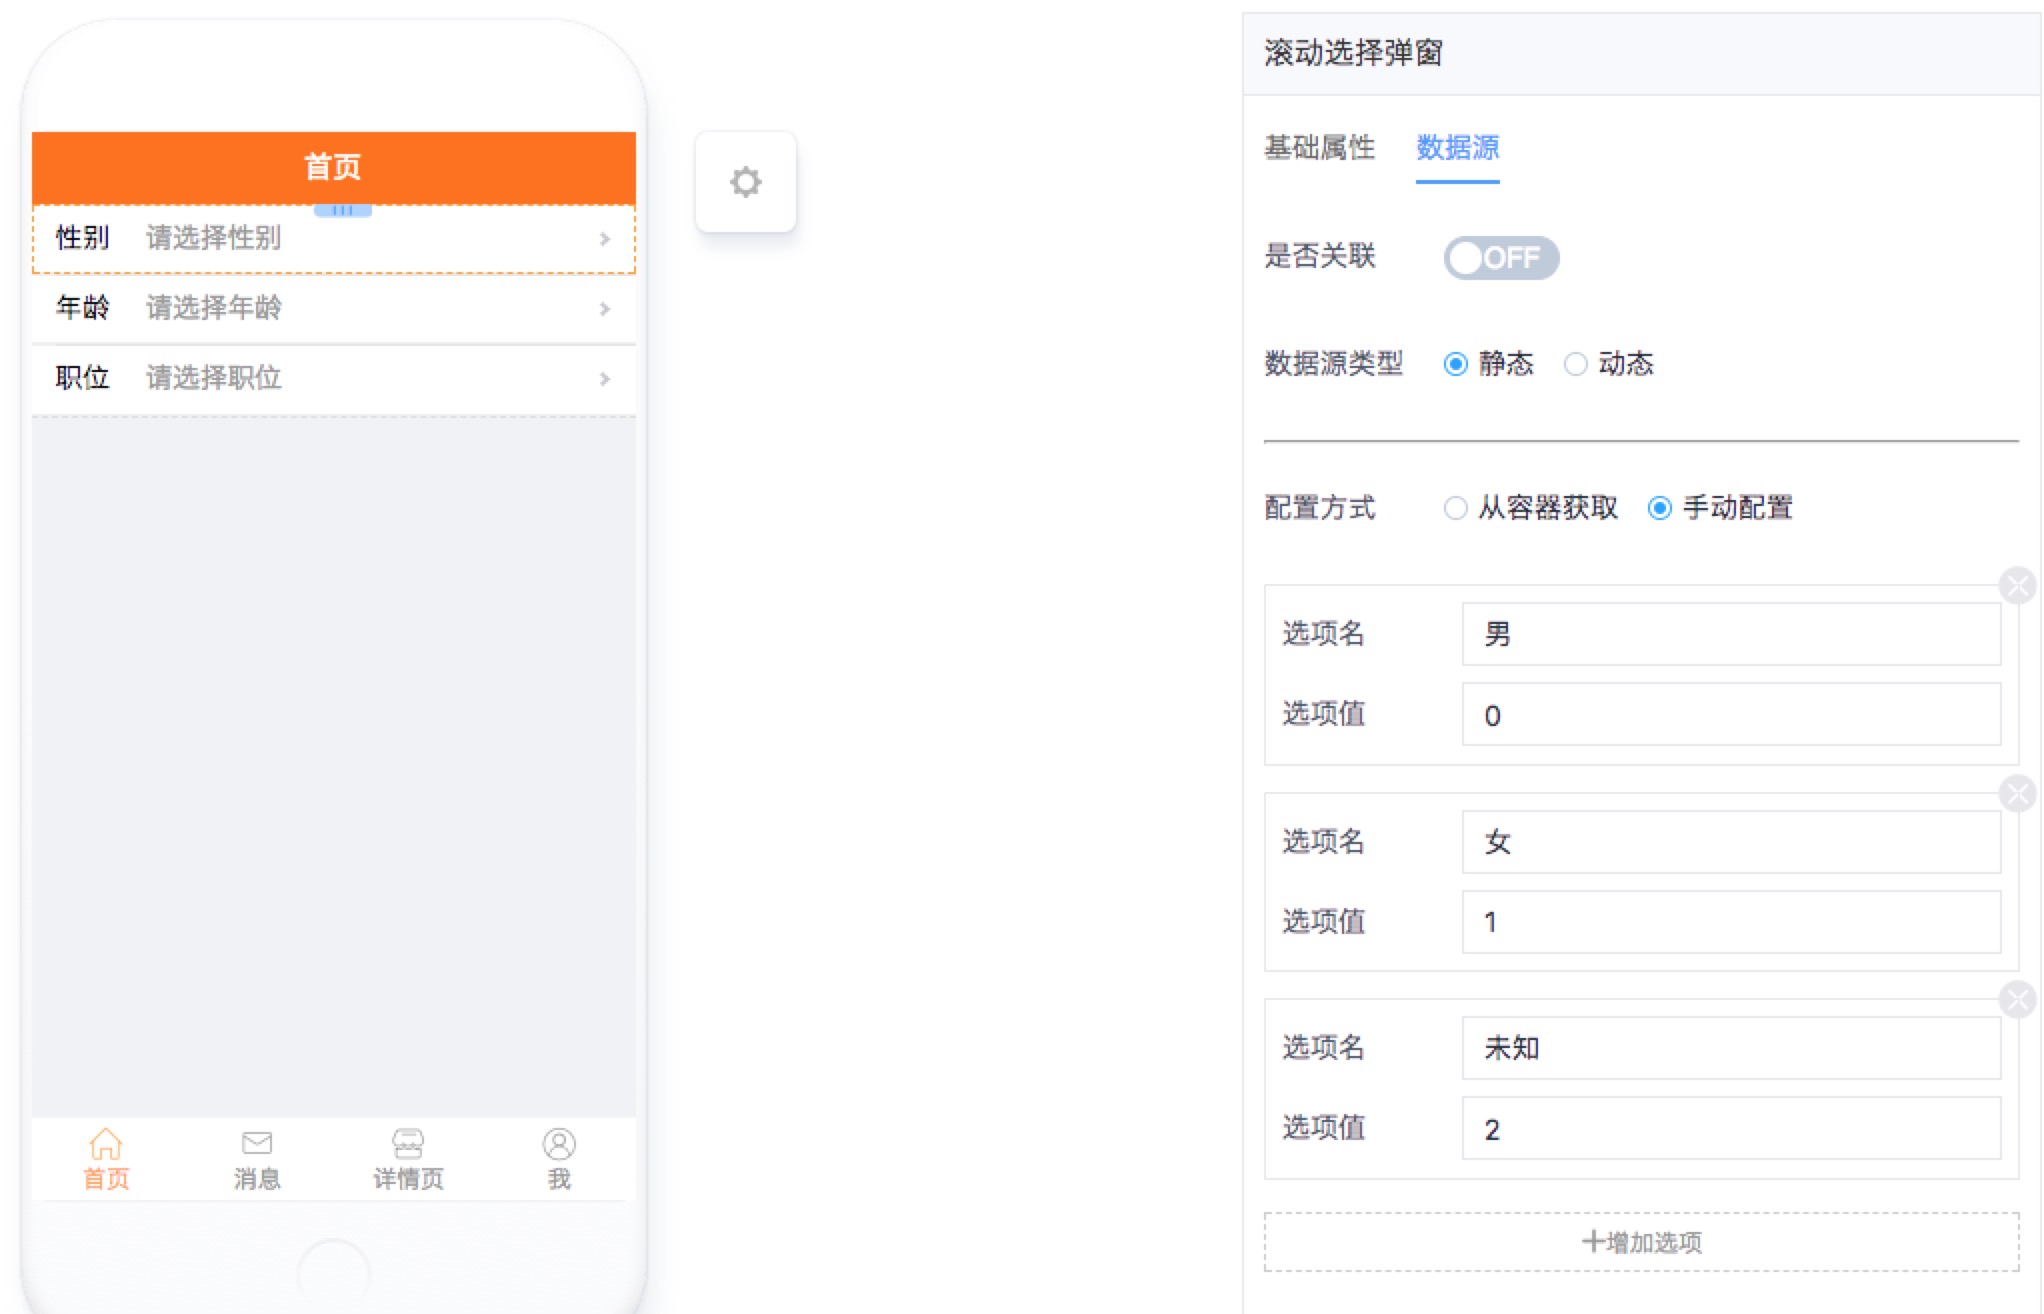 首页
性别 请选择性别
年龄 请选择年龄
职位 请选择职位
首页 消息 详情页 我
滚动选择弹窗
基础属性 数据源
是否关联 OFF
数据源类型 静态 动态
配置方式 从容器获取 手动配置
选项名 男
选项值 0
选项名 女
选项值 1
选项名 未知
选项值 2
+增加选项